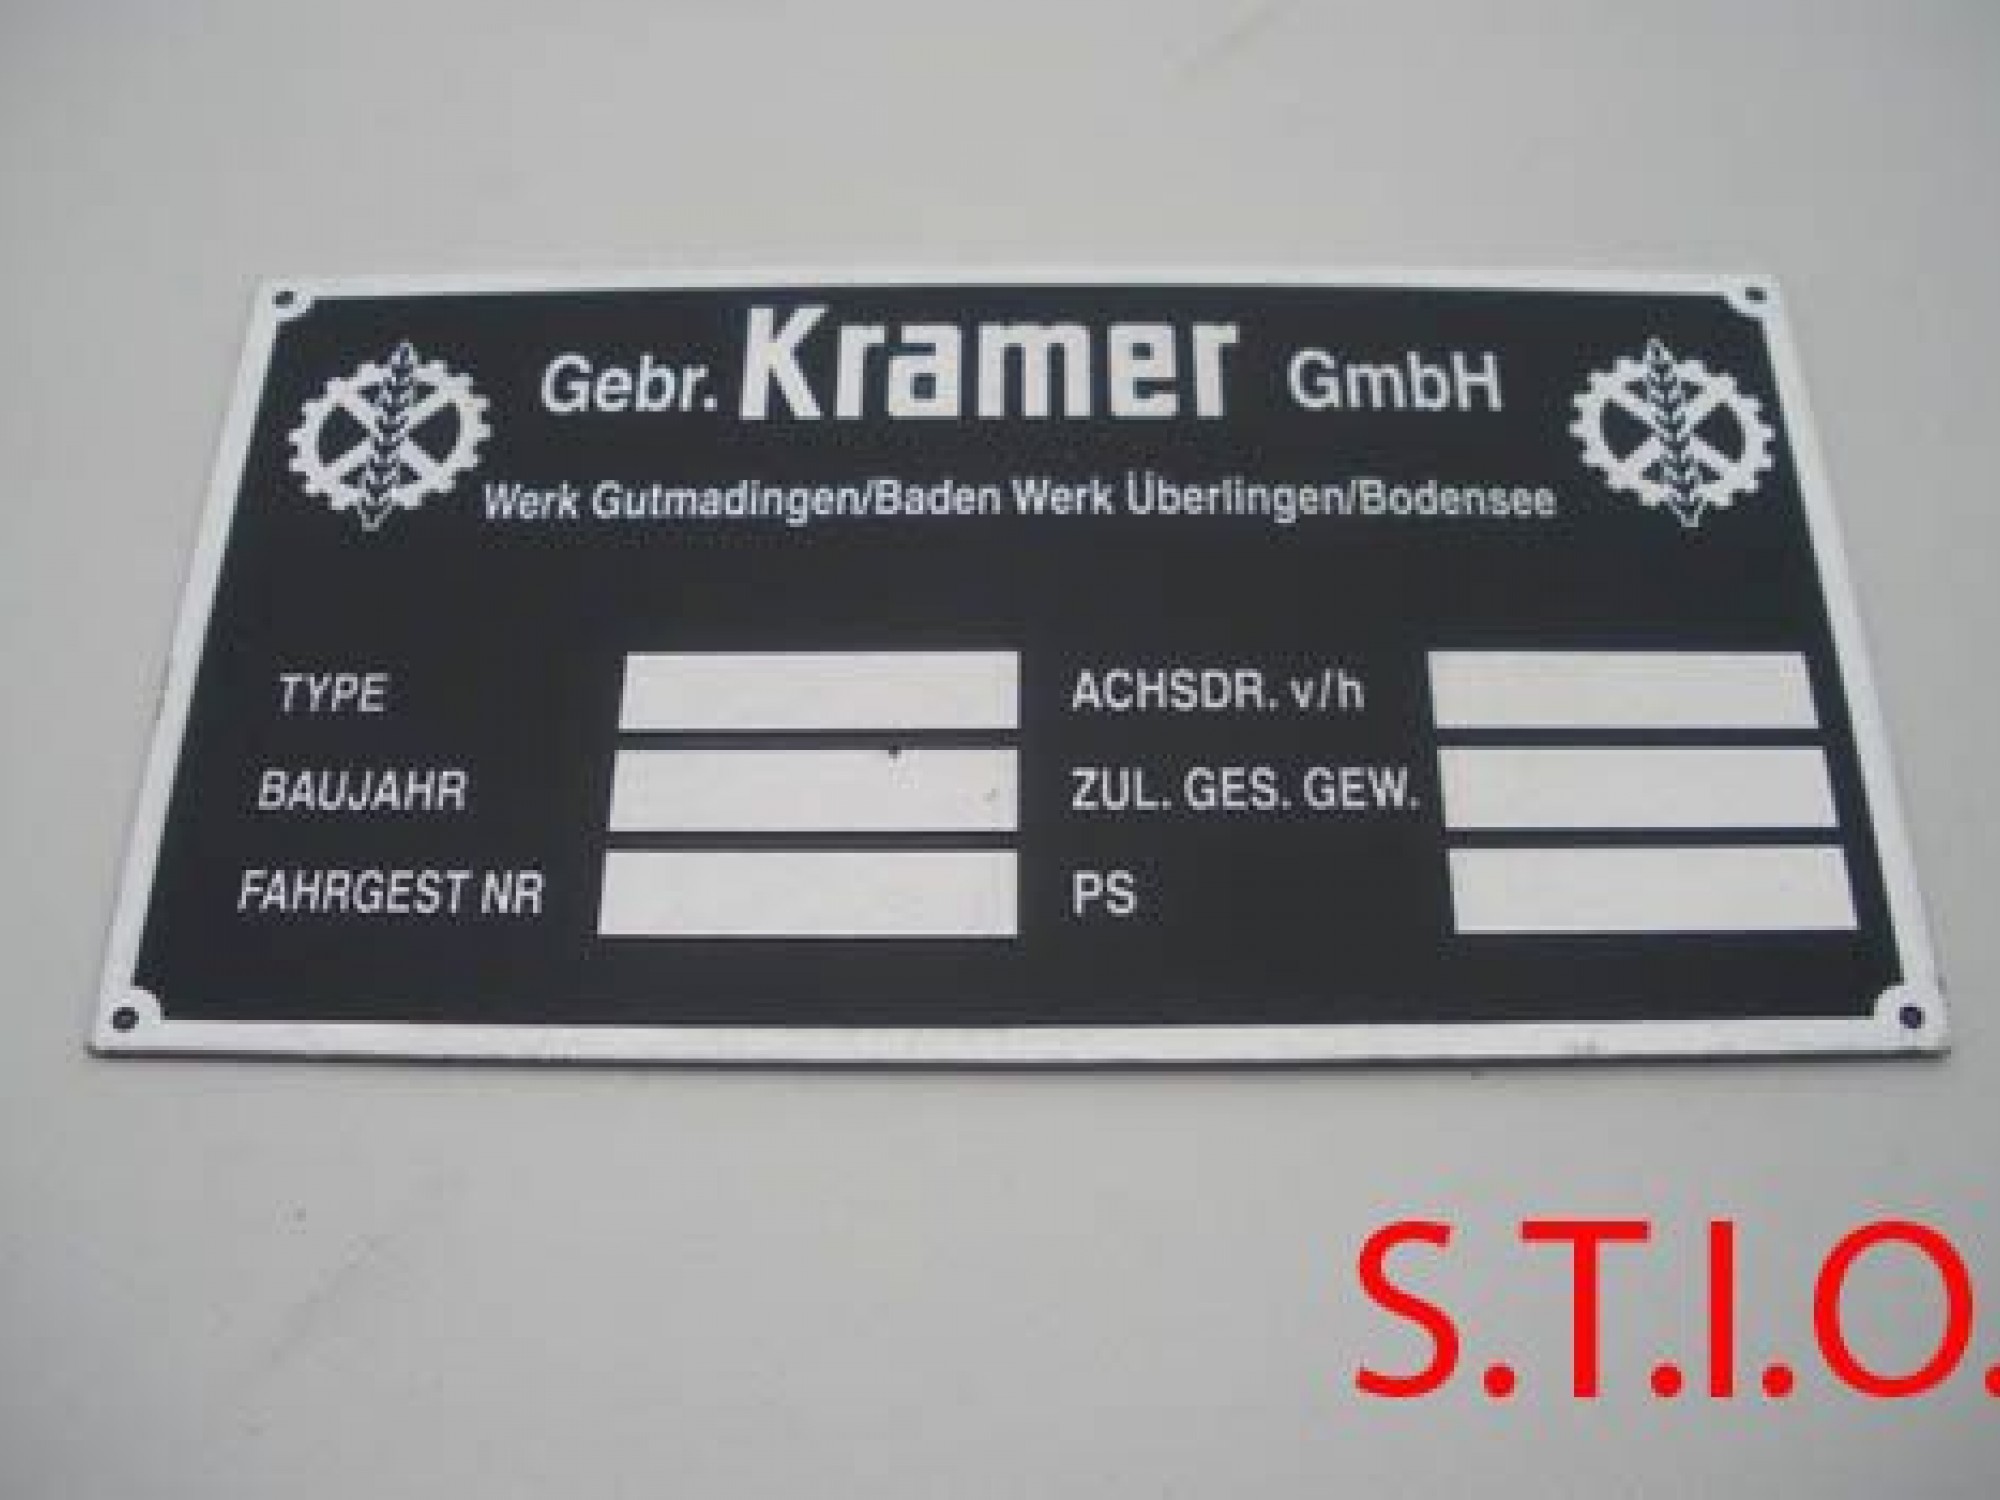 Gebr. Kramer GmbH
Werk Gutmadingen/Baden Werk Überlingen/Bodensee
TYPE ACHSDR. v/h
BAUJAHR ZUL. GES. GEW.
FAHRGEST NR PS
S.T.I.O.